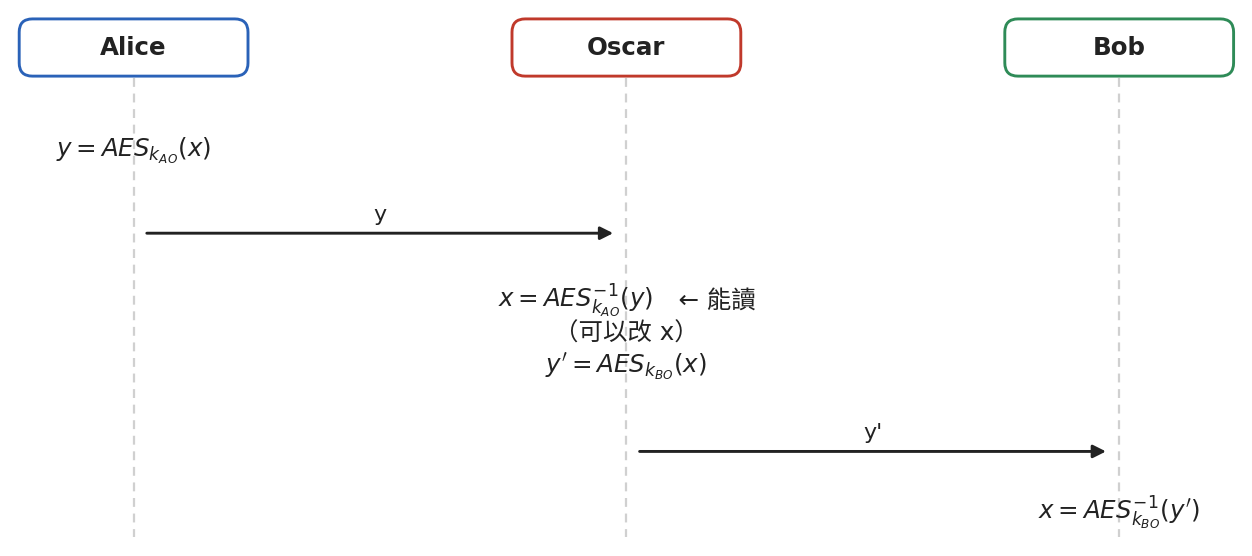 Alice
Oscar
Bob
y = AES_{k_{AO}}(x)
y
x = AES^{-1}_{k_{AO}}(y) ← 能讀
（可以改 x）
y′ = AES_{k_{BO}}(x)
y'
x = AES^{-1}_{k_{BO}}(y′)